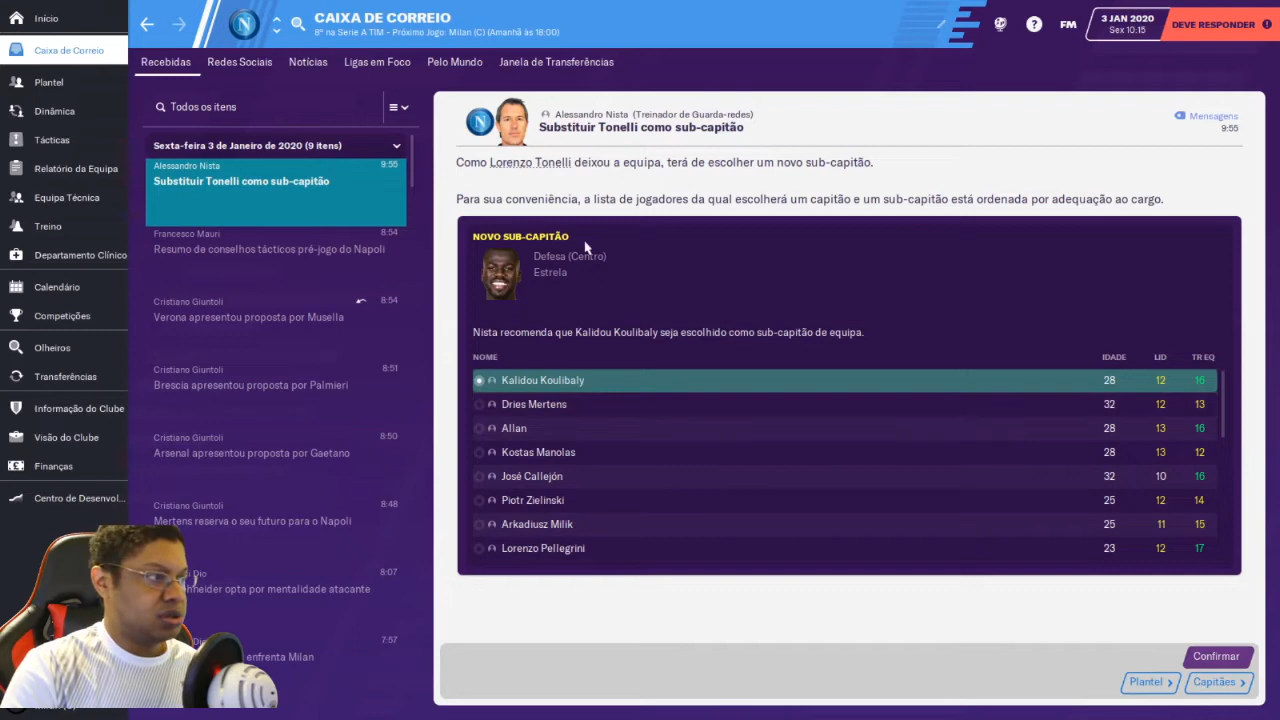 Início
Caixa de Correio
Plantel
Dinâmica
Tácticas
Relatório da Equipa
Equipa Técnica
Treino
Departamento Clínico
Calendário
Competições
Olheiros
Transferências
Informação do Clube
Visão do Clube
Finanças
Centro de Desenvol...
CAIXA DE CORREIO
8º na Serie A TIM - Próximo Jogo: Milan (C) (Amanhã às 18:00)
FM
3 JAN 2020
Sex 10:15
DEVE RESPONDER
Recebidas
Redes Sociais
Notícias
Ligas em Foco
Pelo Mundo
Janela de Transferências
Todos os itens
Sexta-feira 3 de Janeiro de 2020 (9 itens)
Alessandro Nista 9:55
Substituir Tonelli como sub-capitão
Francesco Mauri 8:54
Resumo de conselhos tácticos pré-jogo do Napoli
Cristiano Giuntoli 8:54
Verona apresentou proposta por Musella
Cristiano Giuntoli 8:51
Brescia apresentou proposta por Palmieri
Cristiano Giuntoli 8:50
Arsenal apresentou proposta por Gaetano
Cristiano Giuntoli 8:48
Mertens reserva o seu futuro para o Napoli
Dio 8:07
opta por mentalidade atacante
7:57
enfrenta Milan
Alessandro Nista (Treinador de Guarda-redes)
Substituir Tonelli como sub-capitão
Mensagens
9:55
Como Lorenzo Tonelli deixou a equipa, terá de escolher um novo sub-capitão.
Para sua conveniência, a lista de jogadores da qual escolherá um capitão e um sub-capitão está ordenada por adequação ao cargo.
NOVO SUB-CAPITÃO
Defesa (Centro)
Estrela
Nista recomenda que Kalidou Koulibaly seja escolhido como sub-capitão de equipa.
NOME IDADE LID TR EQ
Kalidou Koulibaly 28 12 16
Dries Mertens 32 12 13
Allan 28 13 16
Kostas Manolas 28 13 12
José Callejón 32 10 16
Piotr Zielinski 25 12 14
Arkadiusz Milik 25 11 15
Lorenzo Pellegrini 23 12 17
Confirmar
Plantel
Capitães